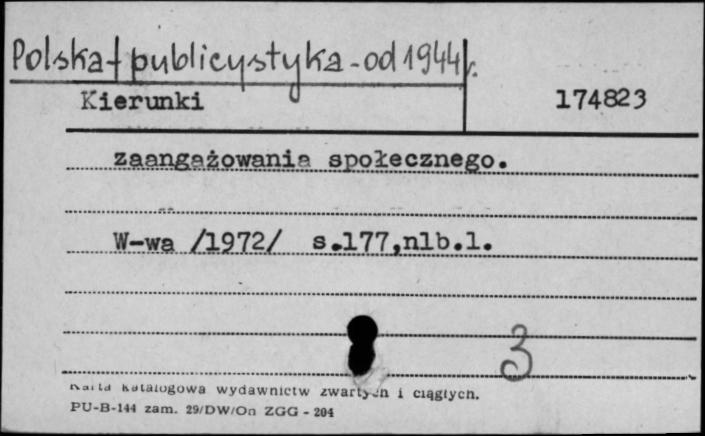 Polska - publicystyka - od 1944 r.
Kierunki 174823
zaangażowania społecznego.
W-wa /1972/ s.177,nlb.1.
3
Karta katalogowa wydawnictw zwartych i ciągłych.
PU-B-144 zam. 29/DW/On ZGG - 204